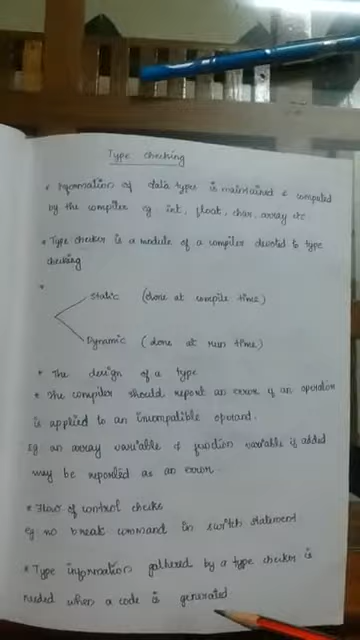 Type checking
* Information of data types is maintained & computed
by the compiler eg int, float, char, array etc
* Type checker is a module of a compiler devoted to type
checking
*
static (done at compile time)
Dynamic (done at run time)
* The design of a type
* The compiler should report an error if an operator
is applied to an incompatible operand.
eg an array variable & function variable is added
may be reported as an error.
* Flow of control checks
eg no break command in switch statement
* Type information gathered by a type checker is
needed when a code is generated